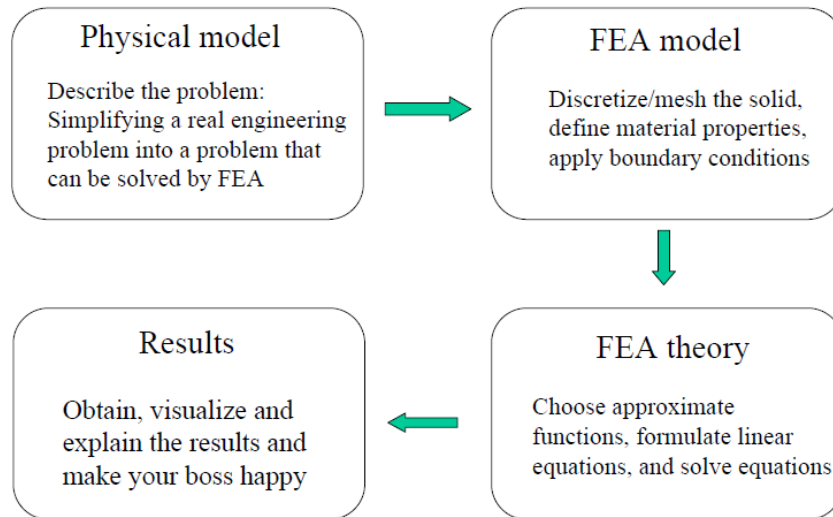 Physical model
Describe the problem:
Simplifying a real engineering
problem into a problem that
can be solved by FEA
FEA model
Discretize/mesh the solid,
define material properties,
apply boundary conditions
FEA theory
Choose approximate
functions, formulate linear
equations, and solve equations
Results
Obtain, visualize and
explain the results and
make your boss happy